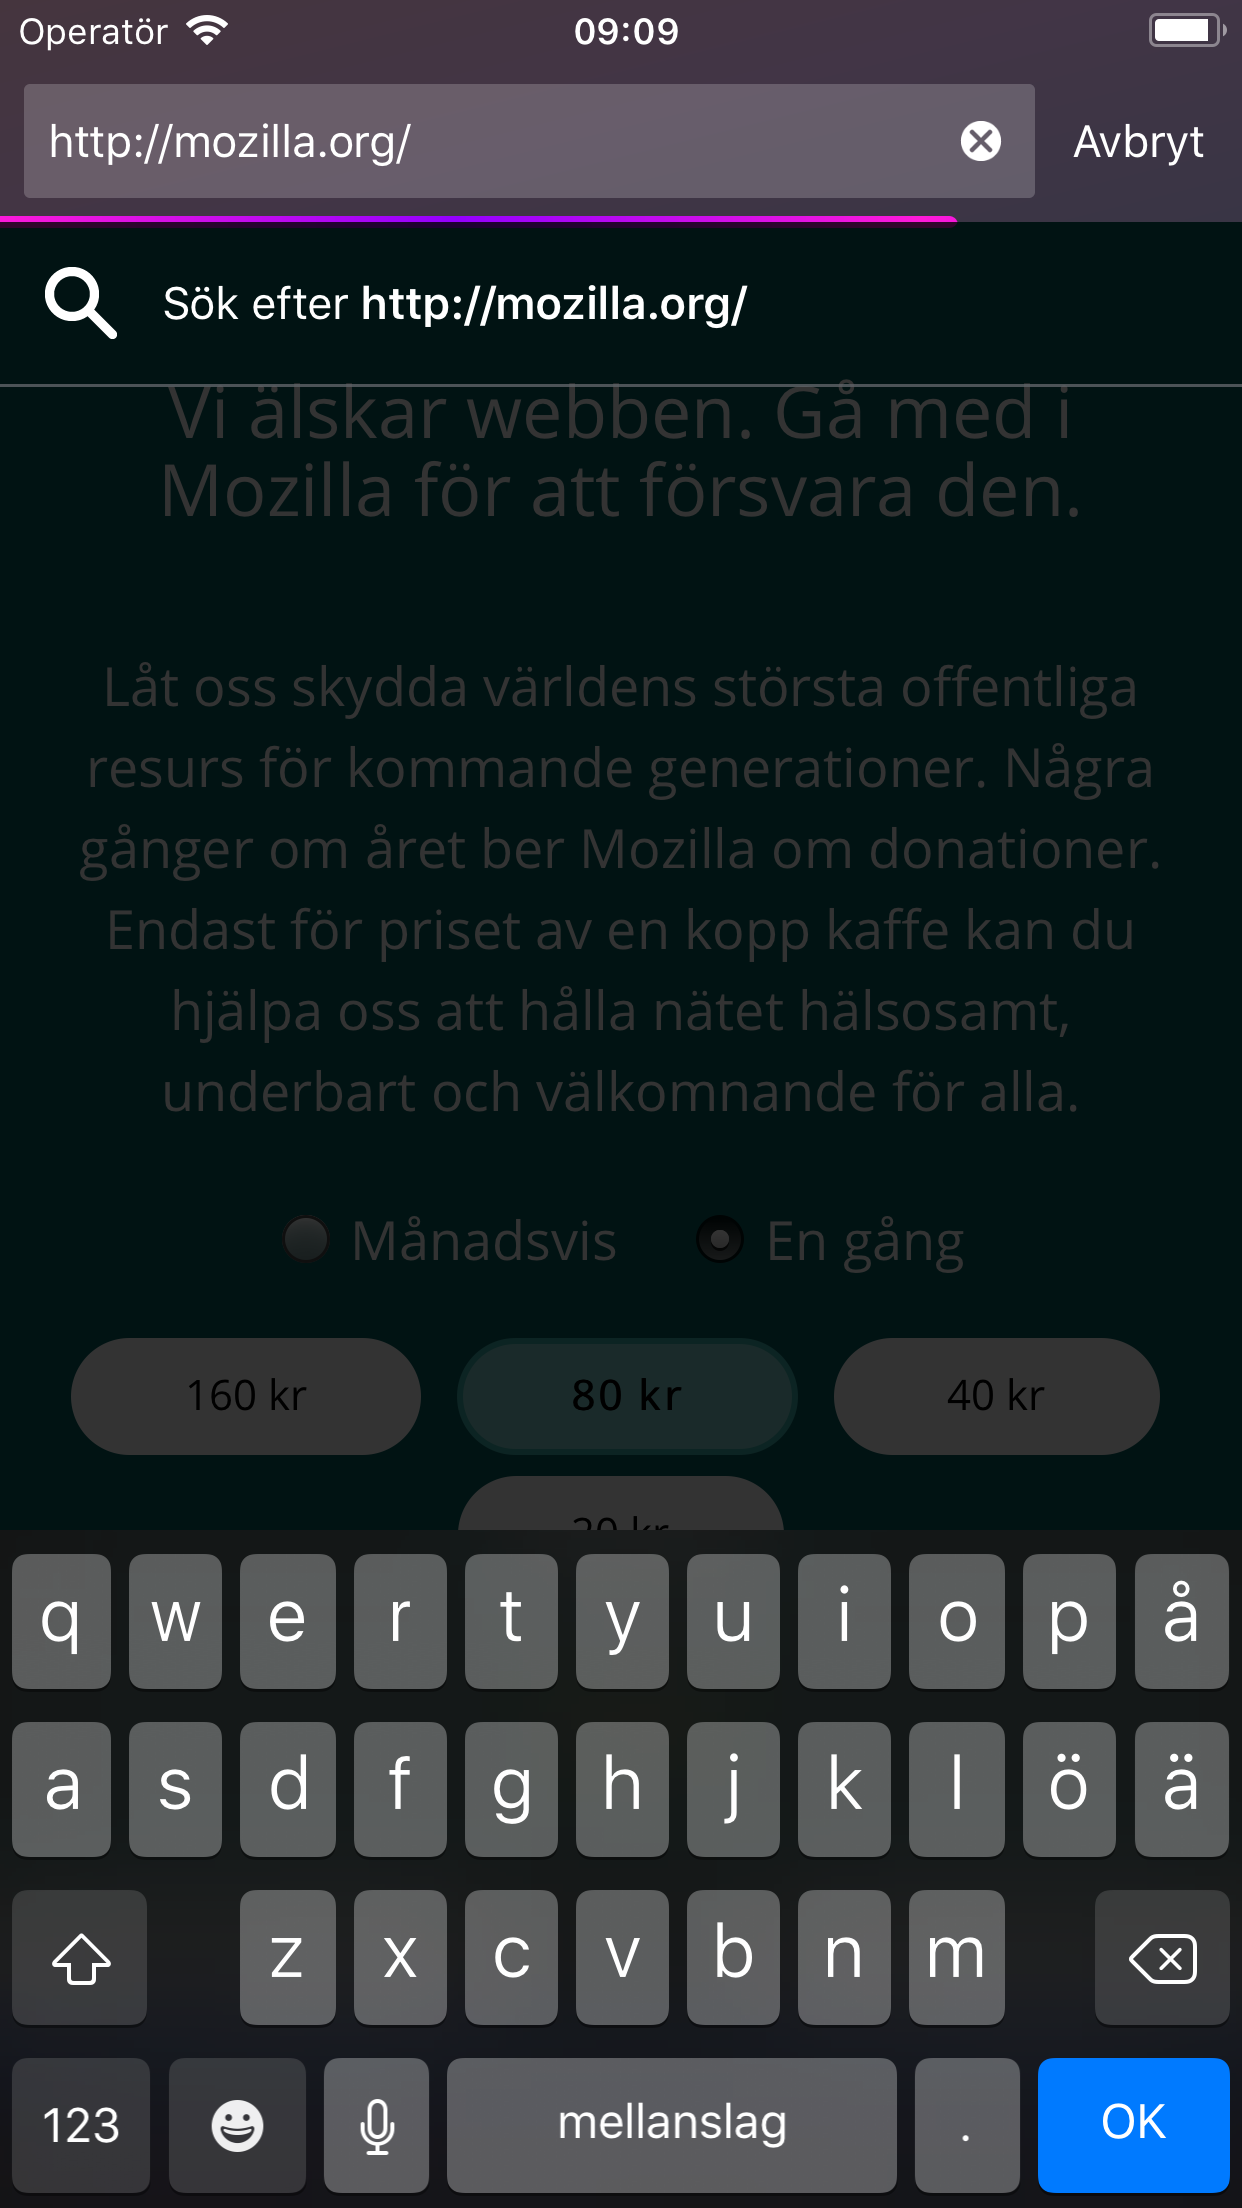 Operatör 09:09
http://mozilla.org/ Avbryt
Sök efter http://mozilla.org/
Vi älskar webben. Gå med i
Mozilla för att försvara den.
Låt oss skydda världens största offentliga
resurs för kommande generationer. Några
gånger om året ber Mozilla om donationer.
Endast för priset av en kopp kaffe kan du
hjälpa oss att hålla nätet hälsosamt,
underbart och välkomnande för alla.
Månadsvis En gång
160 kr 80 kr 40 kr
20 kr
q w e r t y u i o p å
a s d f g h j k l ö ä
z x c v b n m
123 mellanslag . OK